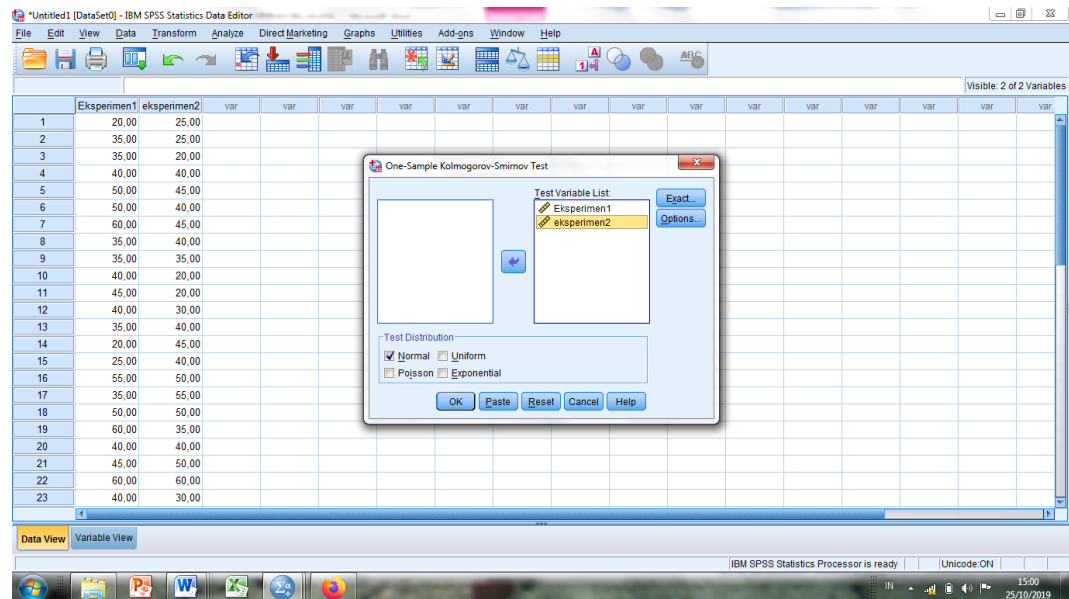 *Untitled1 [DataSet0] - IBM SPSS Statistics Data Editor
File Edit View Data Transform Analyze Direct Marketing Graphs Utilities Add-ons Window Help
Visible: 2 of 2 Variables
Eksperimen1 eksperimen2 var var var var var var var var var var var var var var var
1 20,00 25,00
2 35,00 25,00
3 35,00 20,00
4 40,00 40,00
5 50,00 45,00
6 50,00 40,00
7 60,00 45,00
8 35,00 40,00
9 35,00 35,00
10 40,00 20,00
11 45,00 20,00
12 40,00 30,00
13 35,00 40,00
14 20,00 45,00
15 25,00 40,00
16 55,00 50,00
17 35,00 55,00
18 50,00 50,00
19 60,00 35,00
20 40,00 40,00
21 45,00 50,00
22 60,00 60,00
23 40,00 30,00
One-Sample Kolmogorov-Smirnov Test
Test Variable List:
Eksperimen1
eksperimen2
Exact...
Options...
Test Distribution
Normal Uniform
Poisson Exponential
OK Paste Reset Cancel Help
Data View Variable View
IBM SPSS Statistics Processor is ready Unicode:ON
IN 15:00
25/10/2019